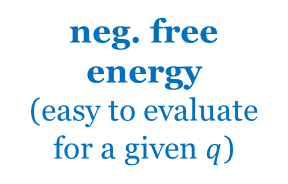 neg. free
energy
(easy to evaluate
for a given q)